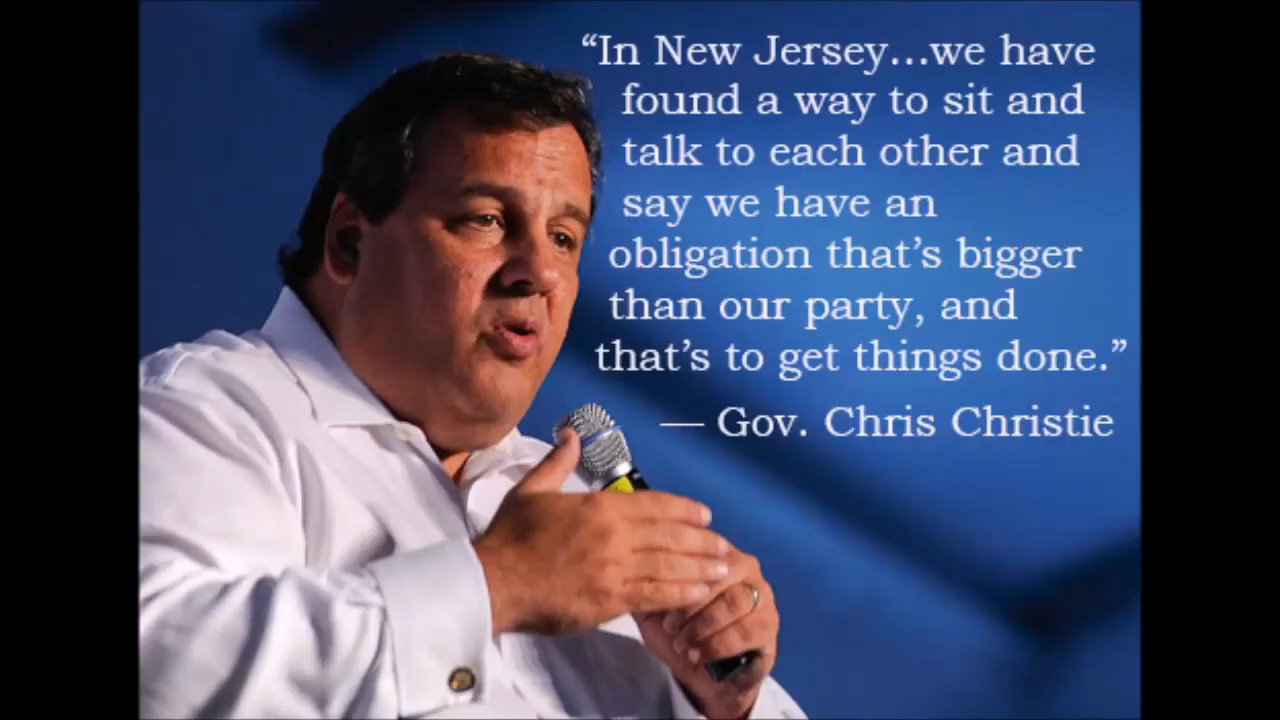 “In New Jersey...we have
found a way to sit and
talk to each other and
say we have an
obligation that’s bigger
than our party, and
that’s to get things done.”
— Gov. Chris Christie